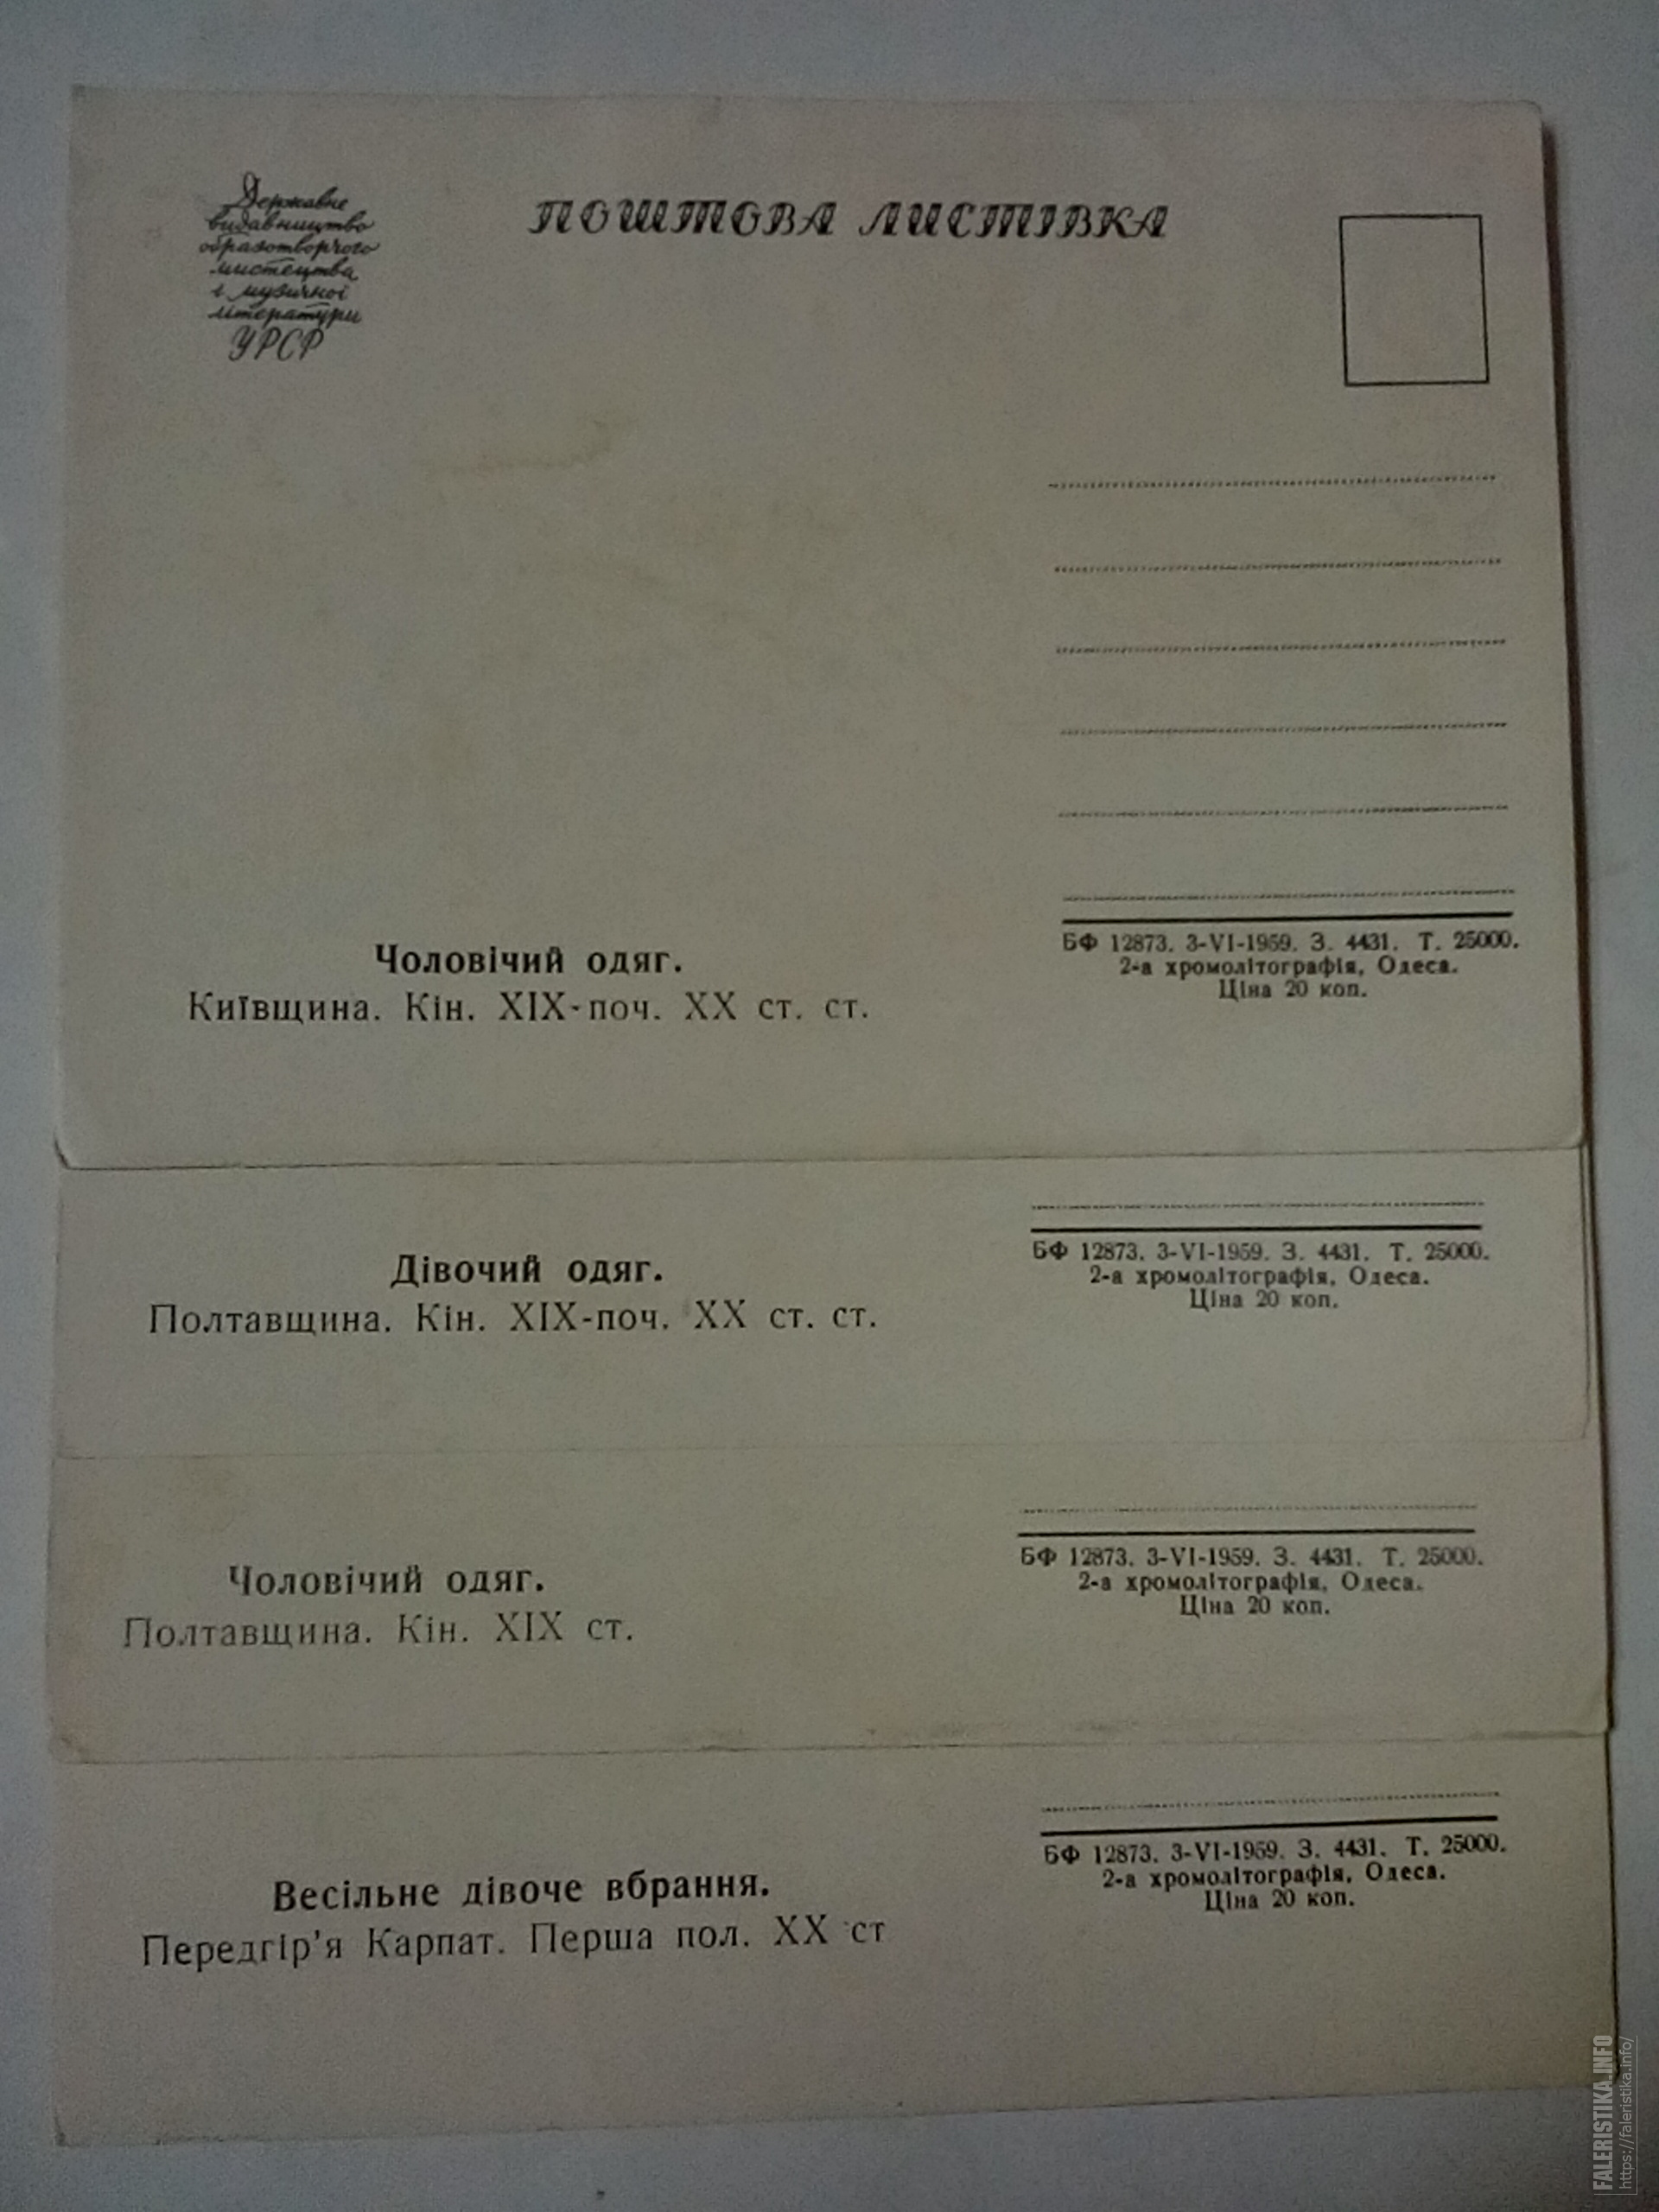 Державне
видавництво
образотворчого
мистецтва
і музичної
літератури
УРСР
ПОШТОВА ЛИСТІВКА
БФ 12873. 3-VI-1959. З. 4431. Т. 25000.
2-а хромолітографія, Одеса.
Ціна 20 коп.
Чоловічий одяг.
Київщина. Кін. XIX-поч. XX ст. ст.
БФ 12873. 3-VI-1959. З. 4431. Т. 25000.
2-а хромолітографія, Одеса.
Ціна 20 коп.
Дівочий одяг.
Полтавщина. Кін. XIX-поч. XX ст. ст.
БФ 12873. 3-VI-1959. З. 4431. Т. 25000.
2-а хромолітографія, Одеса.
Ціна 20 коп.
Чоловічий одяг.
Полтавщина. Кін. XIX ст.
БФ 12873. 3-VI-1959. З. 4431. Т. 25000.
2-а хромолітографія, Одеса.
Ціна 20 коп.
Весільне дівоче вбрання.
Передгір'я Карпат. Перша пол. XX ст
FALERISTIKA.INFO
https://faleristika.info/